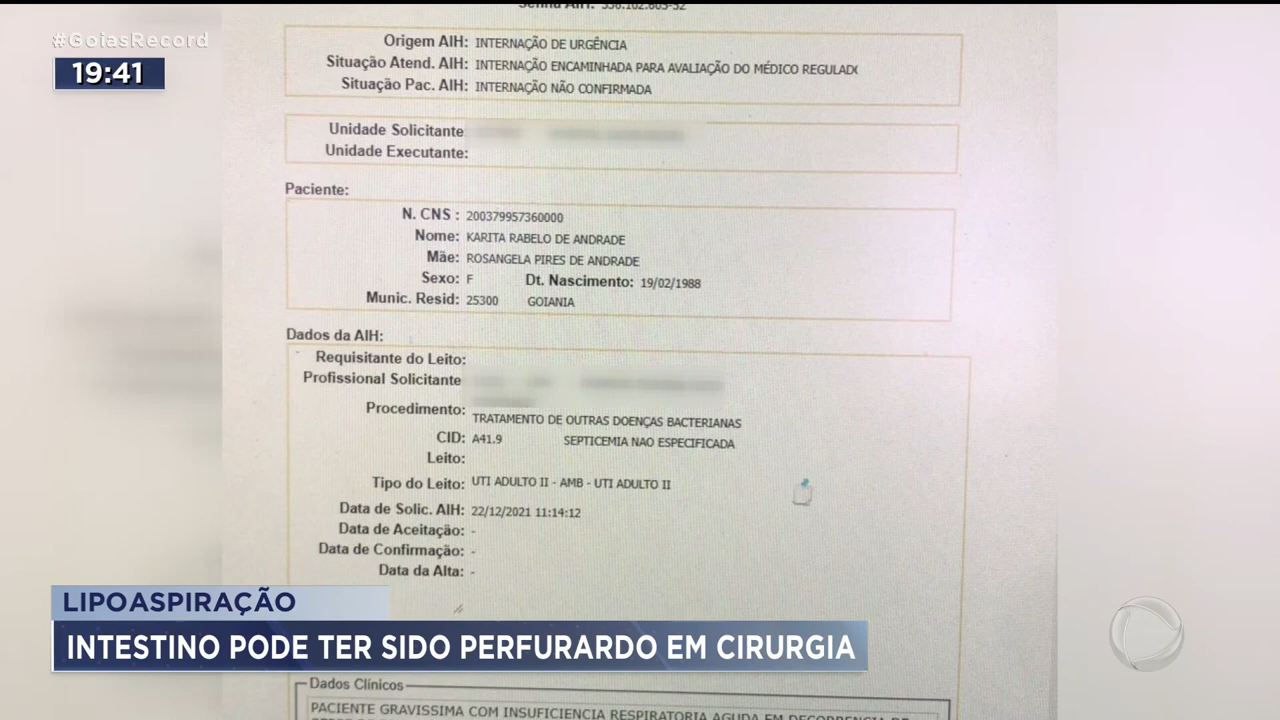 Senha AIH: 556.102.605-52
#GoiasRecord
19:41
Origem AIH: INTERNAÇÃO DE URGÊNCIA
Situação Atend. AIH: INTERNAÇÃO ENCAMINHADA PARA AVALIAÇÃO DO MÉDICO REGULADO
Situação Pac. AIH: INTERNAÇÃO NÃO CONFIRMADA
Unidade Solicitante
Unidade Executante:
Paciente:
N. CNS : 200379957360000
Nome: KARITA RABELO DE ANDRADE
Mãe: ROSANGELA PIRES DE ANDRADE
Sexo: F Dt. Nascimento: 19/02/1988
Munic. Resid: 25300 GOIANIA
Dados da AIH:
Requisitante do Leito:
Profissional Solicitante
Procedimento: TRATAMENTO DE OUTRAS DOENÇAS BACTERIANAS
CID: A41.9 SEPTICEMIA NAO ESPECIFICADA
Leito:
Tipo do Leito: UTI ADULTO II - AMB - UTI ADULTO II
Data de Solic. AIH: 22/12/2021 11:14:12
Data de Aceitação: -
Data de Confirmação: -
Data da Alta: -
LIPOASPIRAÇÃO
INTESTINO PODE TER SIDO PERFURARDO EM CIRURGIA
Dados Clínicos
PACIENTE GRAVISSIMA COM INSUFICIENCIA RESPIRATORIA AGUDA EM DECORRENCIA DE